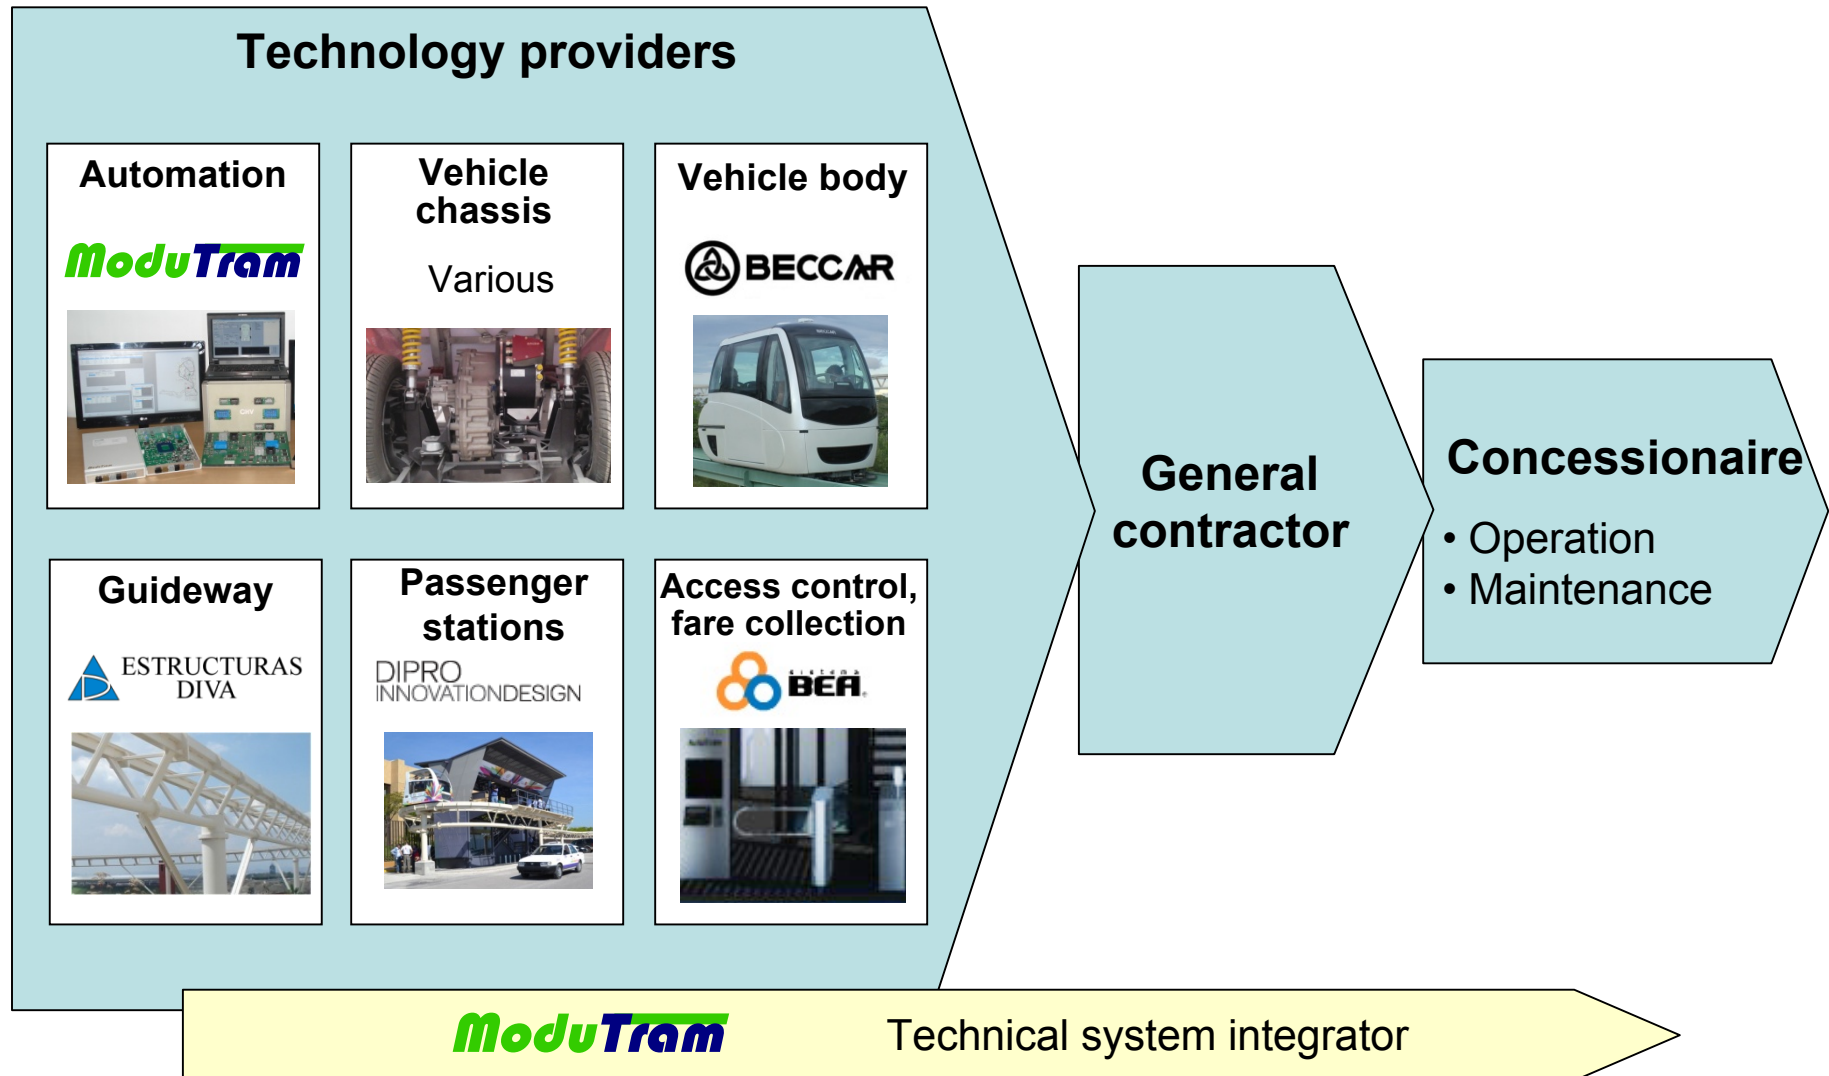 Technology providers
Automation
ModuTram
Vehicle
chassis
Various
Vehicle body
BECCAR
Guideway
ESTRUCTURAS
DIVA
Passenger
stations
DIPRO
INNOVATIONDESIGN
Access control,
fare collection
sistema
BEA
General
contractor
Concessionaire
• Operation
• Maintenance
ModuTram
Technical system integrator